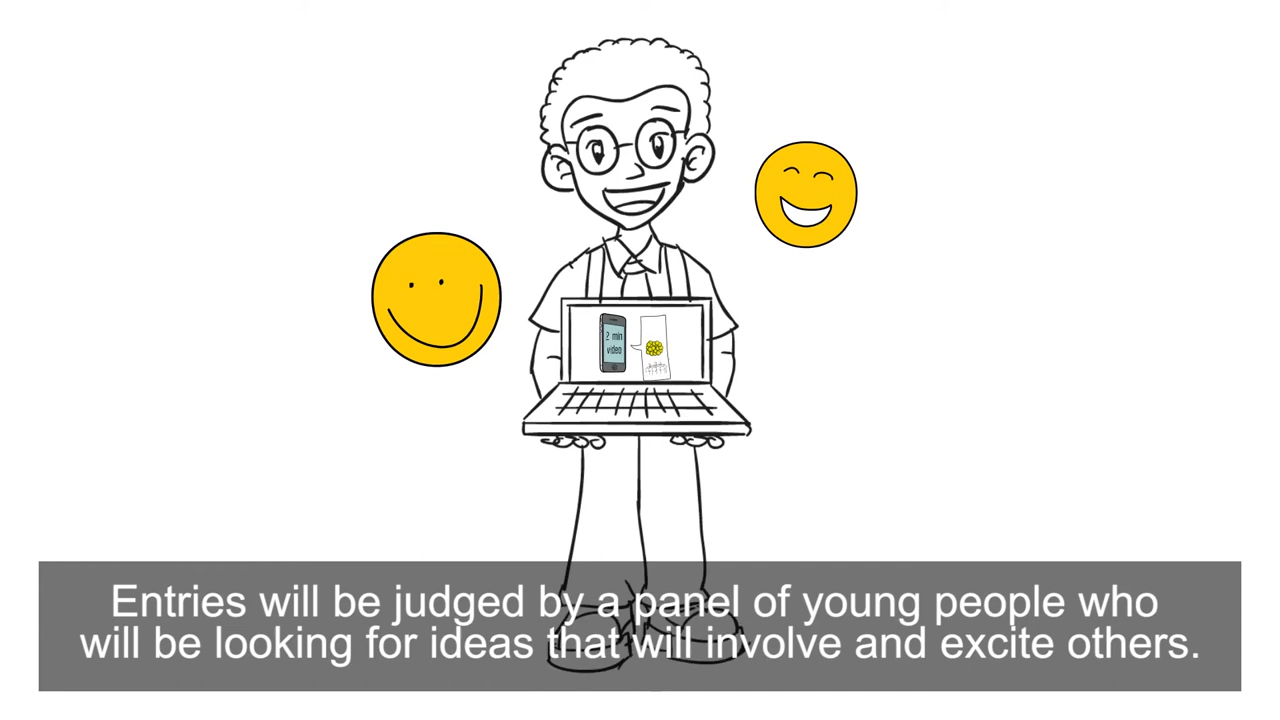 2 min
video
Entries will be judged by a panel of young people who
will be looking for ideas that will involve and excite others.